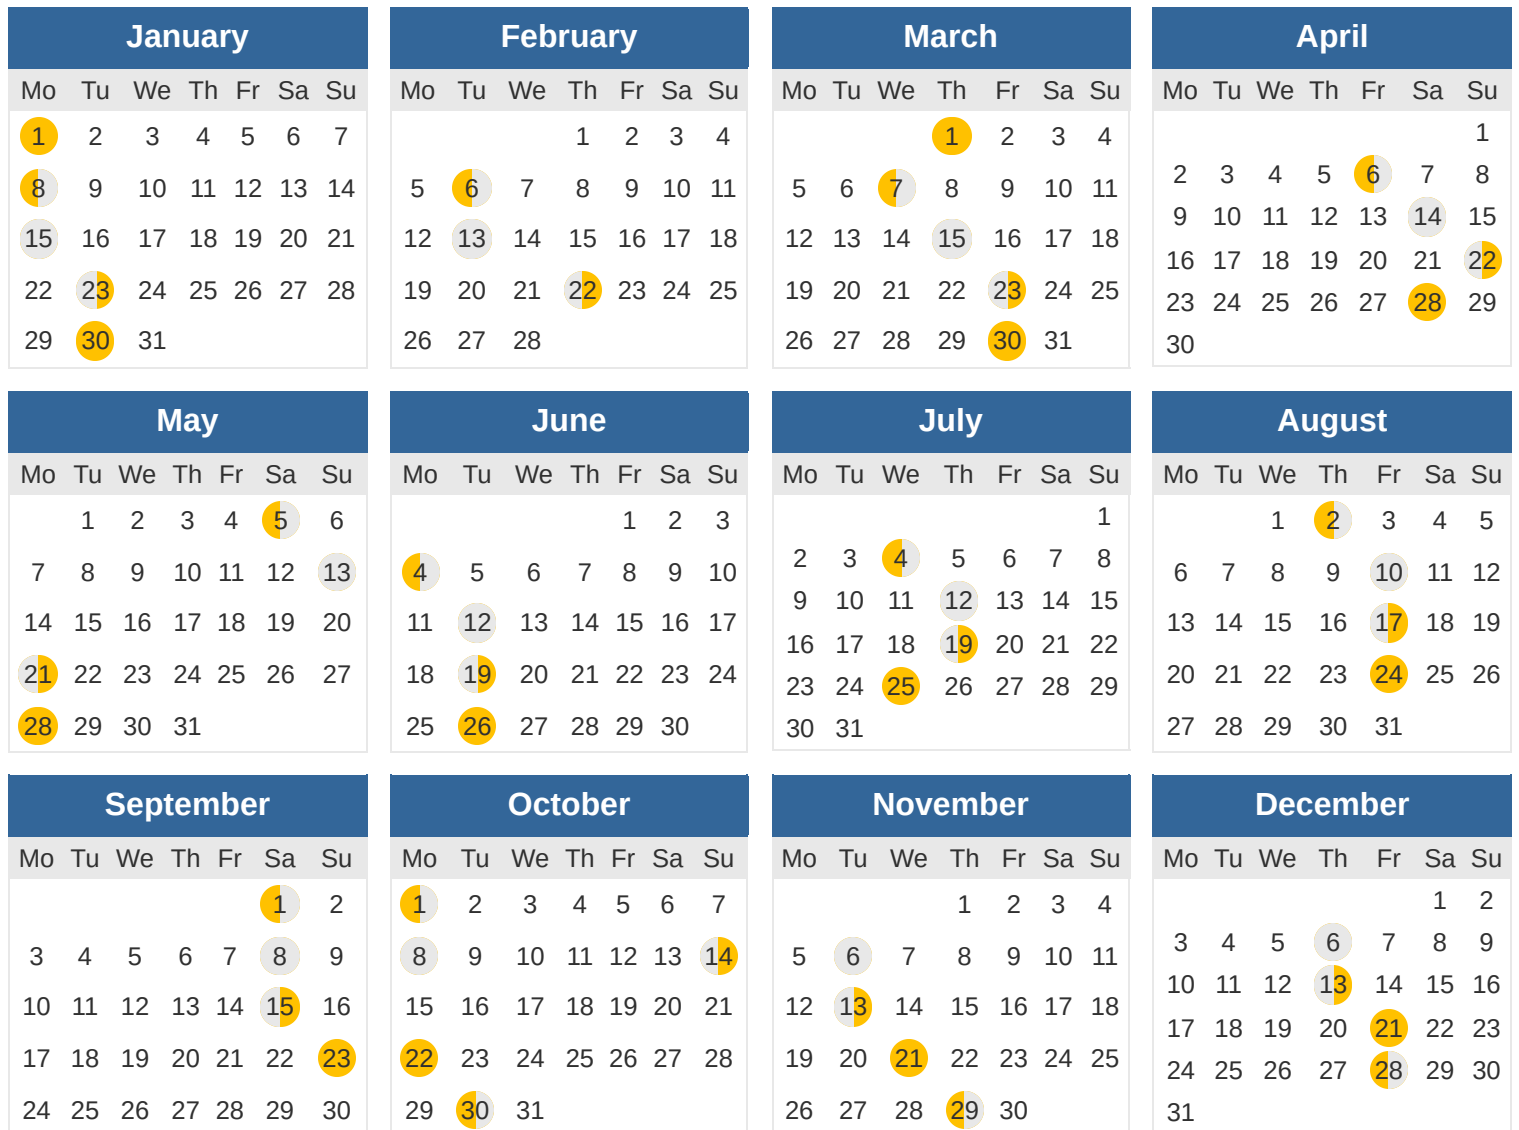 January
Mo Tu We Th Fr Sa Su
1 2 3 4 5 6 7
8 9 10 11 12 13 14
15 16 17 18 19 20 21
22 23 24 25 26 27 28
29 30 31
February
Mo Tu We Th Fr Sa Su
1 2 3 4
5 6 7 8 9 10 11
12 13 14 15 16 17 18
19 20 21 22 23 24 25
26 27 28
March
Mo Tu We Th Fr Sa Su
1 2 3 4
5 6 7 8 9 10 11
12 13 14 15 16 17 18
19 20 21 22 23 24 25
26 27 28 29 30 31
April
Mo Tu We Th Fr Sa Su
1
2 3 4 5 6 7 8
9 10 11 12 13 14 15
16 17 18 19 20 21 22
23 24 25 26 27 28 29
30
May
Mo Tu We Th Fr Sa Su
1 2 3 4 5 6
7 8 9 10 11 12 13
14 15 16 17 18 19 20
21 22 23 24 25 26 27
28 29 30 31
June
Mo Tu We Th Fr Sa Su
1 2 3
4 5 6 7 8 9 10
11 12 13 14 15 16 17
18 19 20 21 22 23 24
25 26 27 28 29 30
July
Mo Tu We Th Fr Sa Su
1
2 3 4 5 6 7 8
9 10 11 12 13 14 15
16 17 18 19 20 21 22
23 24 25 26 27 28 29
30 31
August
Mo Tu We Th Fr Sa Su
1 2 3 4 5
6 7 8 9 10 11 12
13 14 15 16 17 18 19
20 21 22 23 24 25 26
27 28 29 30 31
September
Mo Tu We Th Fr Sa Su
1 2
3 4 5 6 7 8 9
10 11 12 13 14 15 16
17 18 19 20 21 22 23
24 25 26 27 28 29 30
October
Mo Tu We Th Fr Sa Su
1 2 3 4 5 6 7
8 9 10 11 12 13 14
15 16 17 18 19 20 21
22 23 24 25 26 27 28
29 30 31
November
Mo Tu We Th Fr Sa Su
1 2 3 4
5 6 7 8 9 10 11
12 13 14 15 16 17 18
19 20 21 22 23 24 25
26 27 28 29 30
December
Mo Tu We Th Fr Sa Su
1 2
3 4 5 6 7 8 9
10 11 12 13 14 15 16
17 18 19 20 21 22 23
24 25 26 27 28 29 30
31